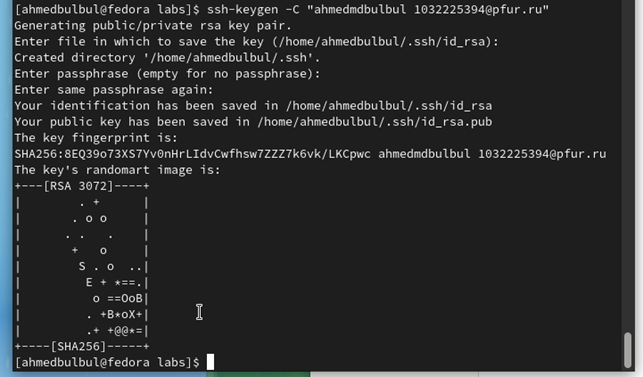 [ahmedbulbul@fedora labs]$ ssh-keygen -C "ahmedmdbulbul 1032225394@pfur.ru"
Generating public/private rsa key pair.
Enter file in which to save the key (/home/ahmedbulbul/.ssh/id_rsa):
Created directory '/home/ahmedbulbul/.ssh'.
Enter passphrase (empty for no passphrase):
Enter same passphrase again:
Your identification has been saved in /home/ahmedbulbul/.ssh/id_rsa
Your public key has been saved in /home/ahmedbulbul/.ssh/id_rsa.pub
The key fingerprint is:
SHA256:8EQ39o73XS7Yv0nHrLIdvCwfhsw7ZZZ7k6vk/LKCpwc ahmedmdbulbul 1032225394@pfur.ru
The key's randomart image is:
+---[RSA 3072]----+
|        . +      |
|       . o o     |
|      . .   .    |
|       +   o     |
|        S . o  ..|
|         E + *==.|
|          o ==OoB|
|         . +B*oX+|
|         .+ +@@*=|
+----[SHA256]-----+
[ahmedbulbul@fedora labs]$